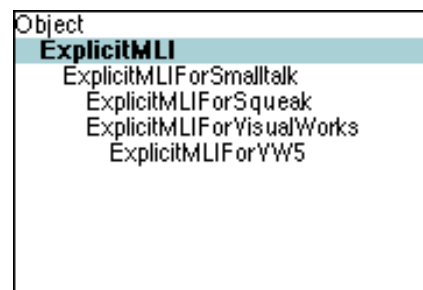 Object
ExplicitMLI
ExplicitMLIForSmalltalk
ExplicitMLIForSqueak
ExplicitMLIForVisualWorks
ExplicitMLIForVW5